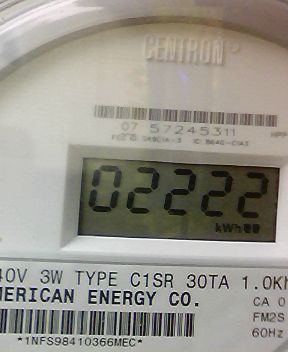 CENTRON®
07 57245311
02222
kWh
40V 3W TYPE C1SR 30TA 1.0Kh
MERICAN ENERGY CO.
CA 0
FM2S
60Hz
*1NFS98410366MEC*